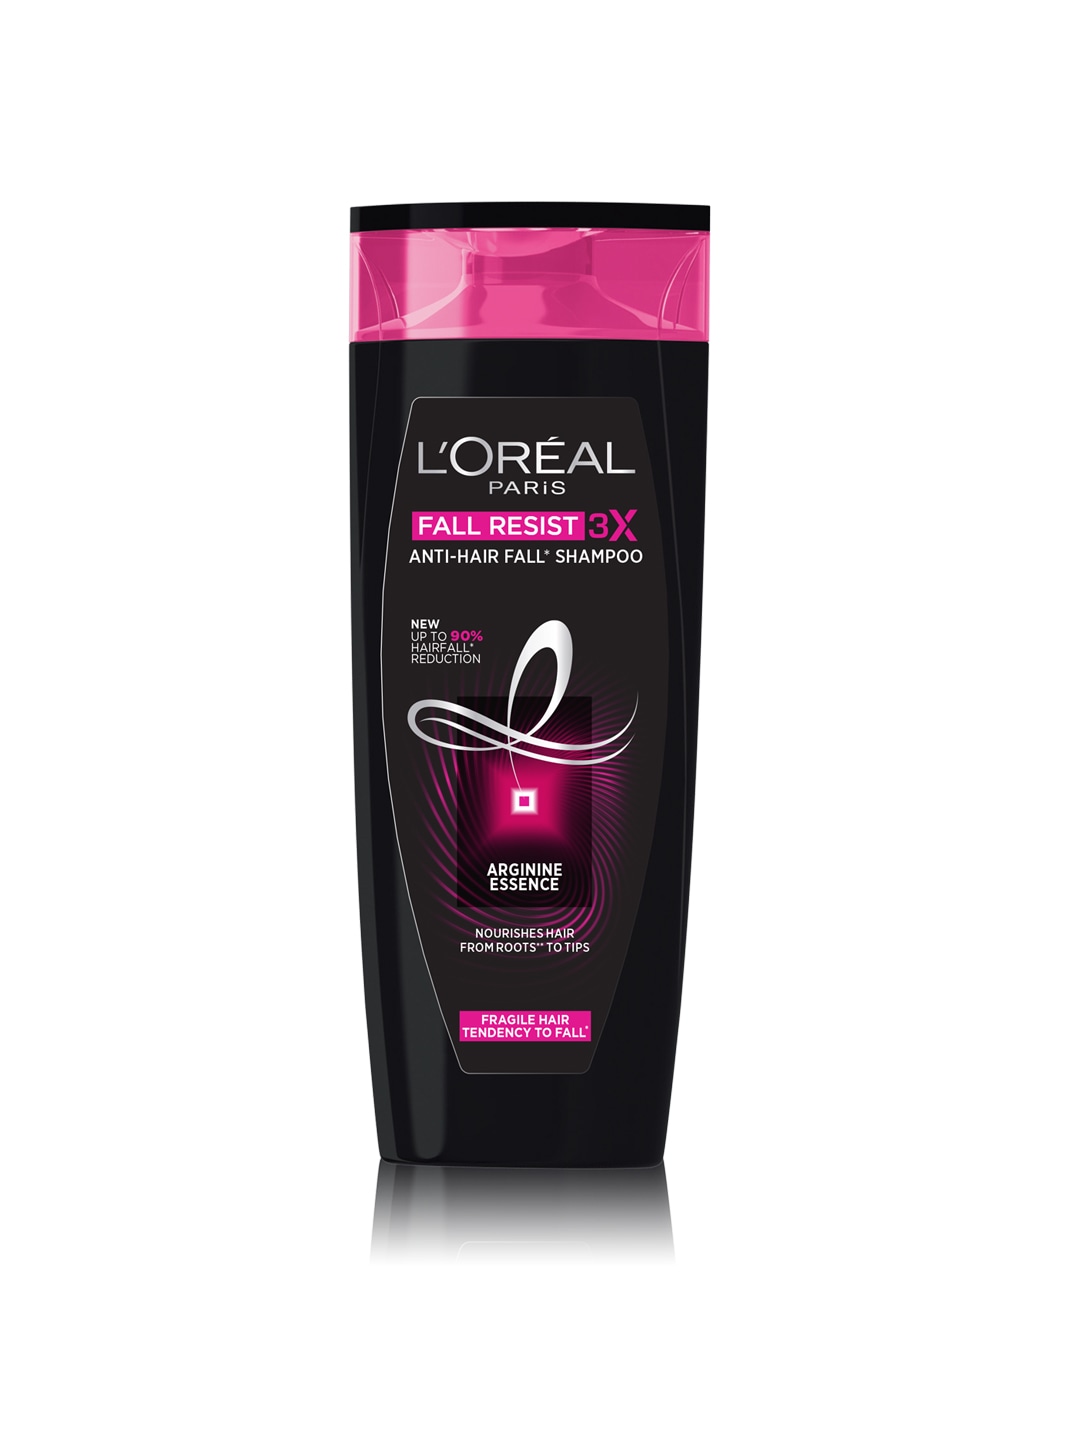 L'ORÉAL
PARiS
FALL RESIST 3X
ANTI-HAIR FALL* SHAMPOO
NEW
UP TO 90%
HAIRFALL*
REDUCTION
ARGININE
ESSENCE
NOURISHES HAIR
FROM ROOTS** TO TIPS
FRAGILE HAIR
TENDENCY TO FALL*